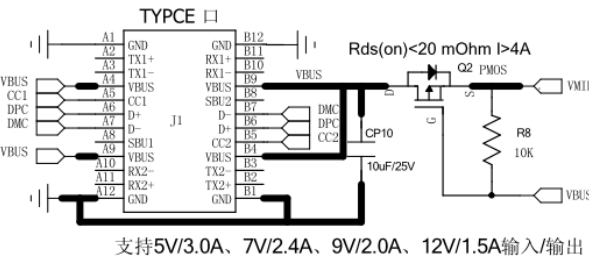 TYPCE 口
A1 GND GND B12
A2 TX1+ RX1+ B11
A3 TX1- RX1- B10
VBUS A4 VBUS VBUS B9 VBUS
CC1 A5 CC1 SBU2 B8
DPC A6 D+ D- B7 DMC
DMC A7 D- J1 D+ B6 DPC
A8 SBU1 CC2 B5 CC2
VBUS A9 VBUS VBUS B4
A10 RX2- TX2- B3
A11 RX2+ TX2+ B2
A12 GND GND B1
Rds(on)<20 mOhm I>4A
Q2 PMOS
D S
G
CP10
10uF/25V
R8
10K
VBUS
支持5V/3.0A、7V/2.4A、9V/2.0A、12V/1.5A输入/输出